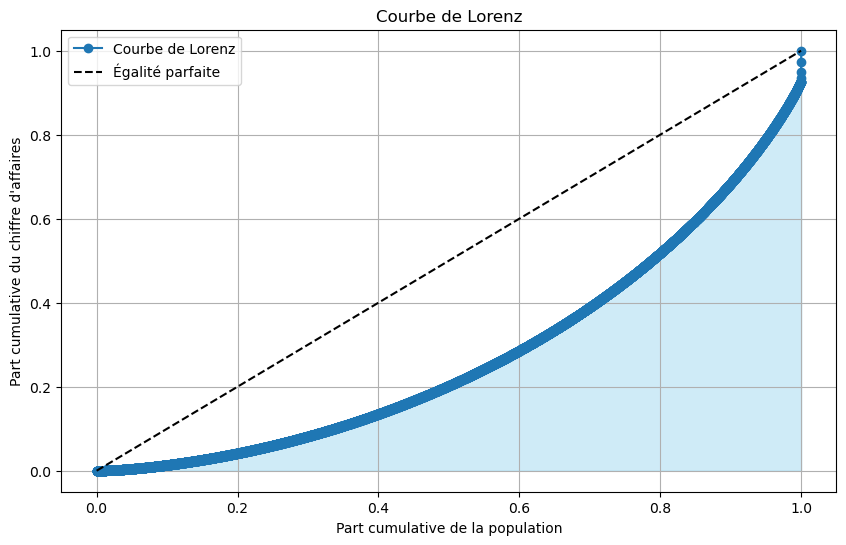 Courbe de Lorenz
Courbe de Lorenz
Égalité parfaite
1.0
0.8
0.6
0.4
0.2
0.0
Part cumulative du chiffre d'affaires
0.0
0.2
0.4
0.6
0.8
1.0
Part cumulative de la population